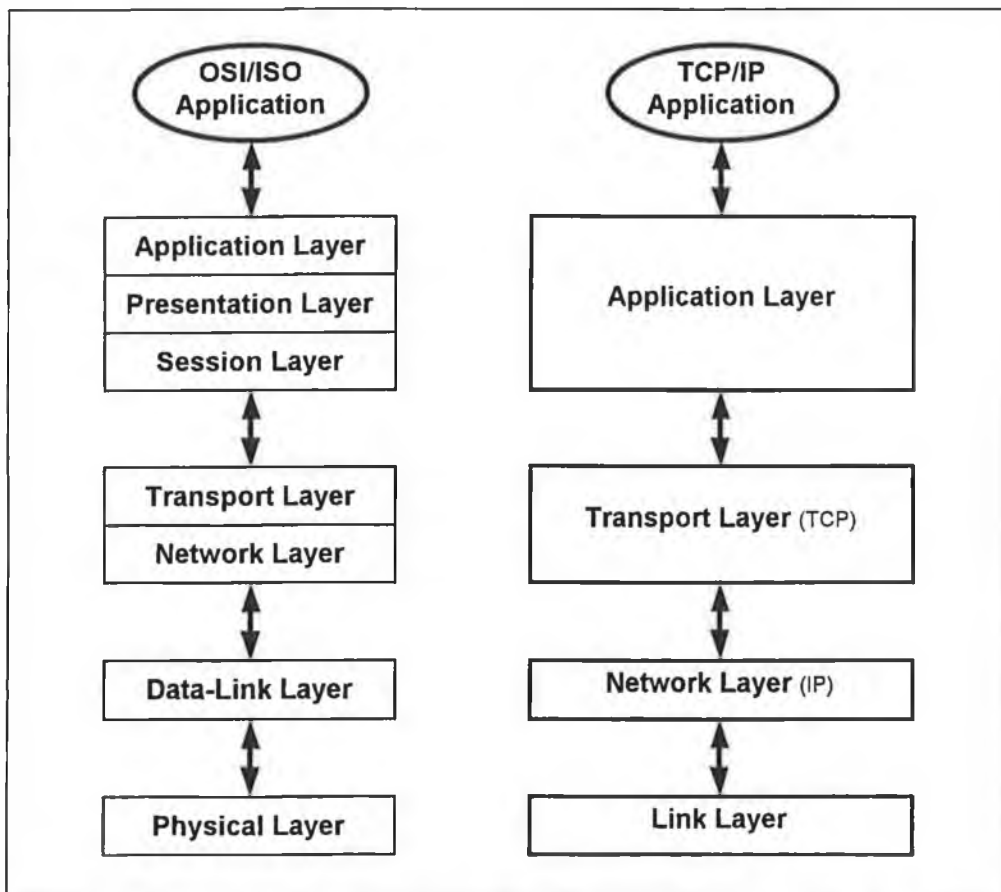 OSI/ISO
Application
Application Layer
Presentation Layer
Session Layer
Transport Layer
Network Layer
Data-Link Layer
Physical Layer
TCP/IP
Application
Application Layer
Transport Layer (TCP)
Network Layer (IP)
Link Layer